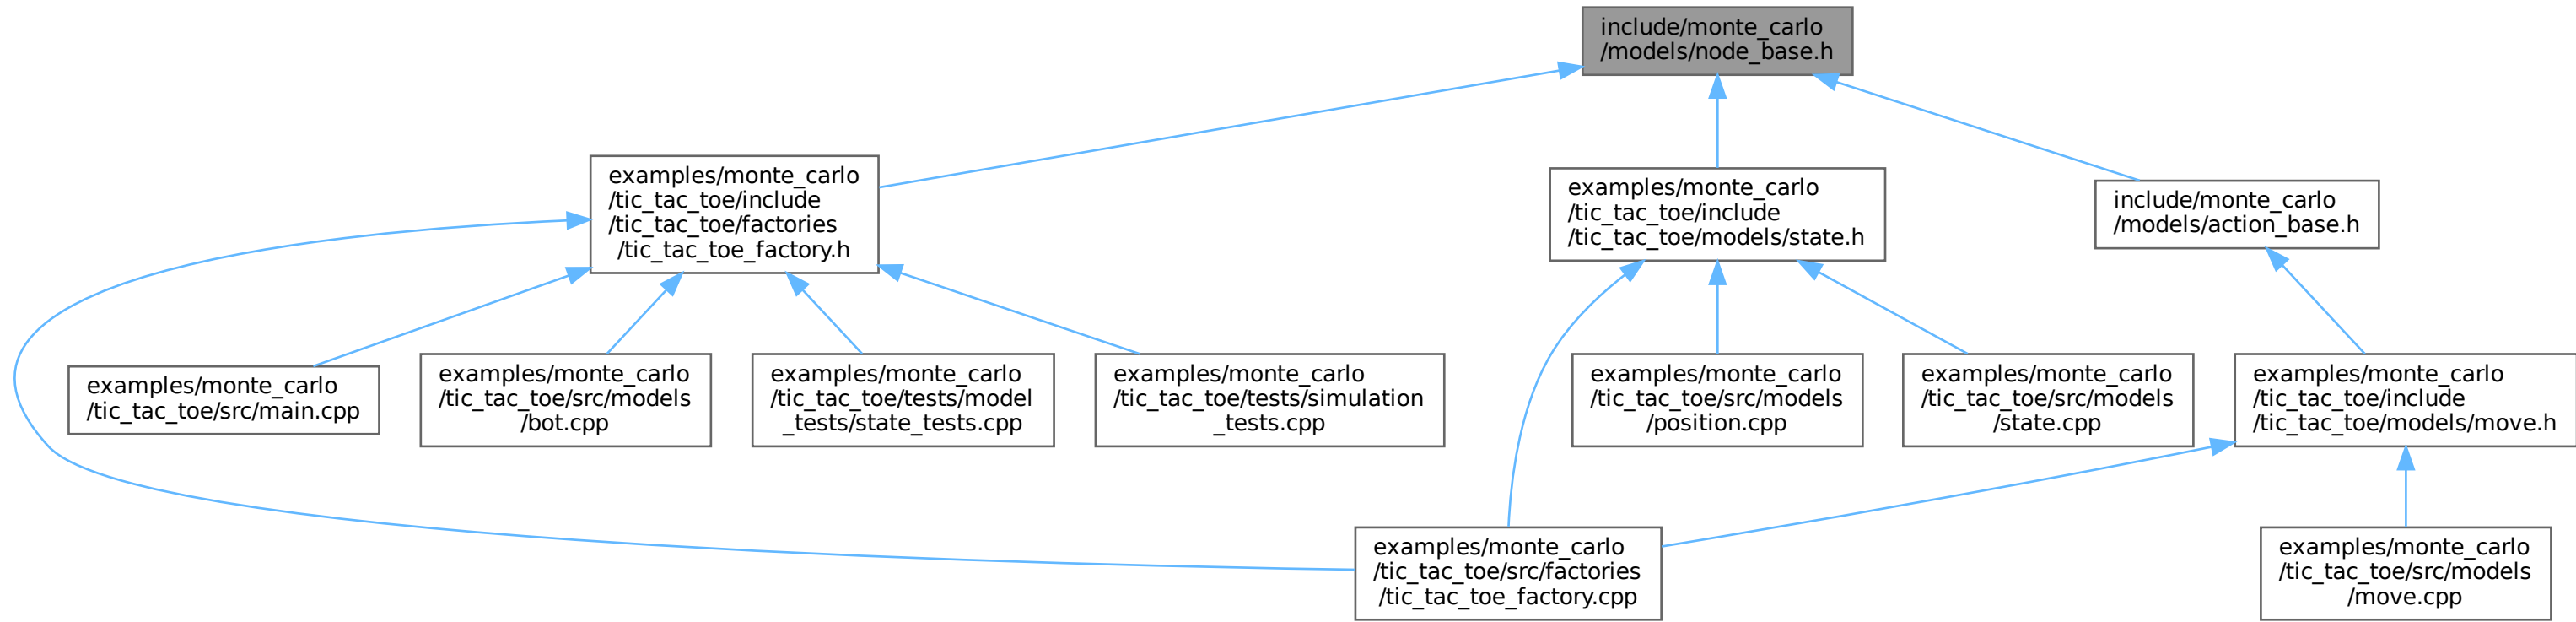 include/monte_carlo
/models/node_base.h
examples/monte_carlo
/tic_tac_toe/include
/tic_tac_toe/factories
/tic_tac_toe_factory.h
examples/monte_carlo
/tic_tac_toe/include
/tic_tac_toe/models/state.h
include/monte_carlo
/models/action_base.h
examples/monte_carlo
/tic_tac_toe/src/main.cpp
examples/monte_carlo
/tic_tac_toe/src/models
/bot.cpp
examples/monte_carlo
/tic_tac_toe/tests/model
_tests/state_tests.cpp
examples/monte_carlo
/tic_tac_toe/tests/simulation
_tests.cpp
examples/monte_carlo
/tic_tac_toe/src/models
/position.cpp
examples/monte_carlo
/tic_tac_toe/src/models
/state.cpp
examples/monte_carlo
/tic_tac_toe/include
/tic_tac_toe/models/move.h
examples/monte_carlo
/tic_tac_toe/src/factories
/tic_tac_toe_factory.cpp
examples/monte_carlo
/tic_tac_toe/src/models
/move.cpp